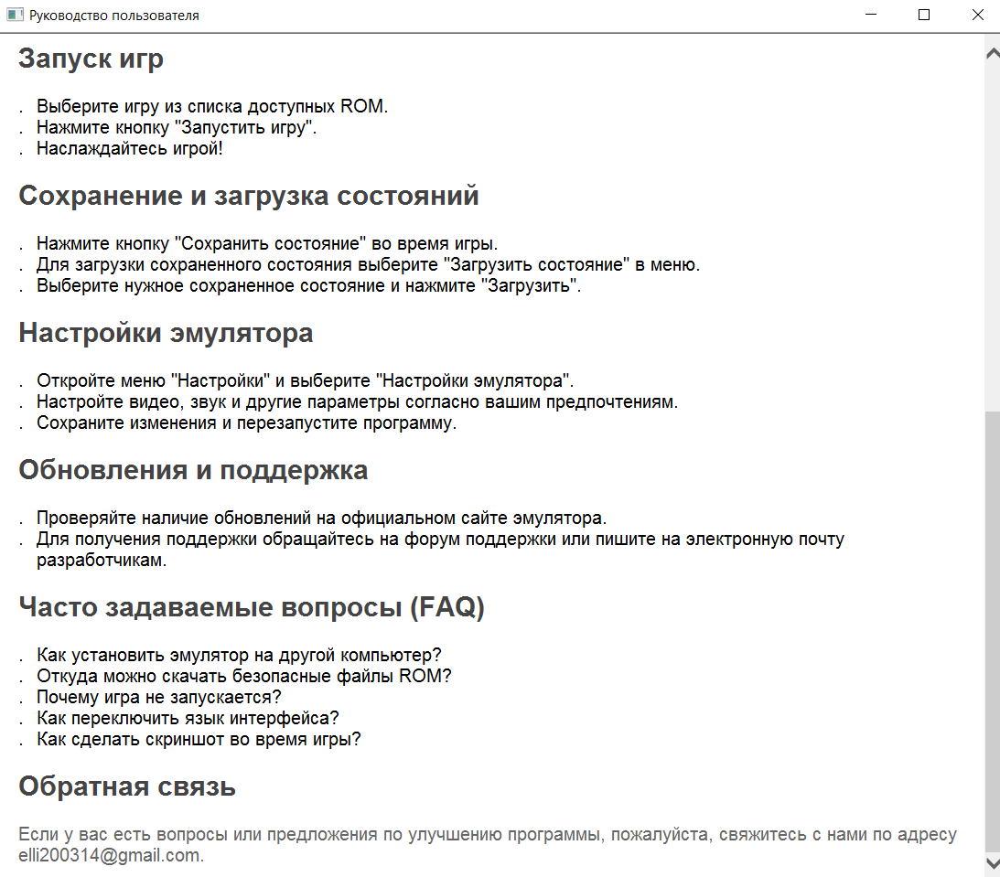 Руководство пользователя
Запуск игр
. Выберите игру из списка доступных ROM.
. Нажмите кнопку "Запустить игру".
. Наслаждайтесь игрой!
Сохранение и загрузка состояний
. Нажмите кнопку "Сохранить состояние" во время игры.
. Для загрузки сохраненного состояния выберите "Загрузить состояние" в меню.
. Выберите нужное сохраненное состояние и нажмите "Загрузить".
Настройки эмулятора
. Откройте меню "Настройки" и выберите "Настройки эмулятора".
. Настройте видео, звук и другие параметры согласно вашим предпочтениям.
. Сохраните изменения и перезапустите программу.
Обновления и поддержка
. Проверяйте наличие обновлений на официальном сайте эмулятора.
. Для получения поддержки обращайтесь на форум поддержки или пишите на электронную почту
разработчикам.
Часто задаваемые вопросы (FAQ)
. Как установить эмулятор на другой компьютер?
. Откуда можно скачать безопасные файлы ROM?
. Почему игра не запускается?
. Как переключить язык интерфейса?
. Как сделать скриншот во время игры?
Обратная связь
Если у вас есть вопросы или предложения по улучшению программы, пожалуйста, свяжитесь с нами по адресу
elli200314@gmail.com.